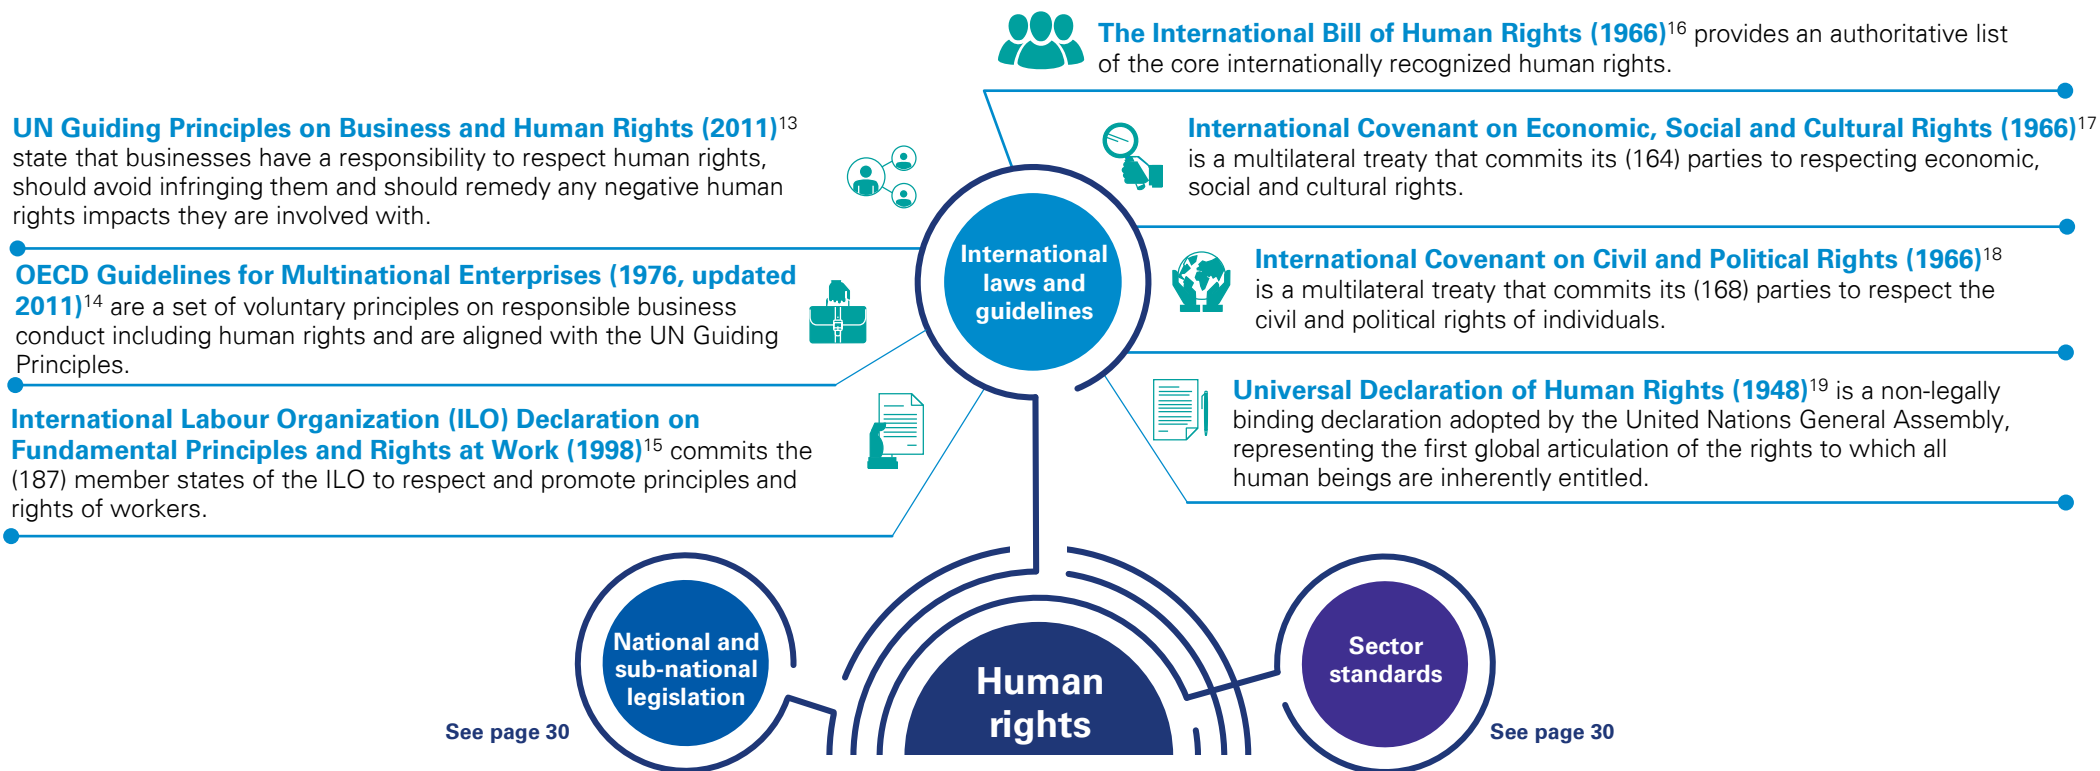 The International Bill of Human Rights (1966)16 provides an authoritative list
of the core internationally recognized human rights.
UN Guiding Principles on Business and Human Rights (2011)13
state that businesses have a responsibility to respect human rights,
should avoid infringing them and should remedy any negative human
rights impacts they are involved with.
International Covenant on Economic, Social and Cultural Rights (1966)17
is a multilateral treaty that commits its (164) parties to respecting economic,
social and cultural rights.
OECD Guidelines for Multinational Enterprises (1976, updated
2011)14 are a set of voluntary principles on responsible business
conduct including human rights and are aligned with the UN Guiding
Principles.
International
laws and
guidelines
International Covenant on Civil and Political Rights (1966)18
is a multilateral treaty that commits its (168) parties to respect the
civil and political rights of individuals.
International Labour Organization (ILO) Declaration on
Fundamental Principles and Rights at Work (1998)15 commits the
(187) member states of the ILO to respect and promote principles and
rights of workers.
Universal Declaration of Human Rights (1948)19 is a non-legally
binding declaration adopted by the United Nations General Assembly,
representing the first global articulation of the rights to which all
human beings are inherently entitled.
National and
sub-national
legislation
See page 30
Human
rights
Sector
standards
See page 30